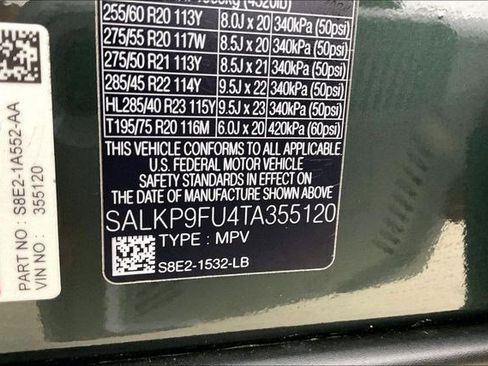 (4520lb)
255/60 R20 113Y 8.0J x 20 340kPa (50psi)
275/55 R20 117W 8.5J x 20 340kPa (50psi)
275/50 R21 113Y 8.5J x 21 340kPa (50psi)
285/45 R22 114Y 9.5J x 22 340kPa (50psi)
HL285/40 R23 115Y 9.5J x 23 340kPa (50psi)
T195/75 R20 116M 6.0J x 20 420kPa (60psi)
THIS VEHICLE CONFORMS TO ALL APPLICABLE
U.S. FEDERAL MOTOR VEHICLE
SAFETY STANDARDS IN EFFECT ON
THE DATE OF MANUFACTURE SHOWN ABOVE
SALKP9FU4TA355120
TYPE : MPV
S8E2-1532-LB
PART NO : S8E2-1A552-AA
VIN NO : 355120